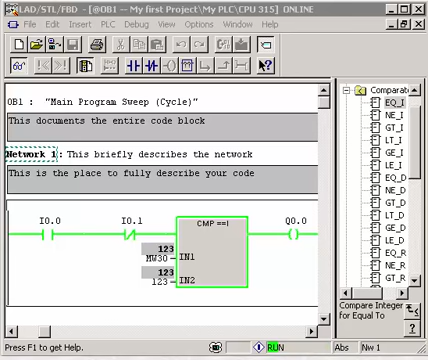 LAD/STL/FBD - [@OB1 - My first Project\My PLC\CPU 315] ONLINE
File Edit Insert PLC Debug View Options Window Help
OB1 : "Main Program Sweep (Cycle)"
This documents the entire code block
Network 1: This briefly describes the network
This is the place to fully describe your code
I0.0 I0.1 CMP ==I Q0.0
123
MW30 IN1
123
123 IN2
Comparator
EQ_I
NE_I
GT_I
LT_I
GE_I
LE_I
EQ_D
NE_D
GT_D
LT_D
GE_D
LE_D
EQ_R
NE_R
GT_R
Compare Integer
for Equal To
Press F1 to get Help. RUN Abs Nw 1